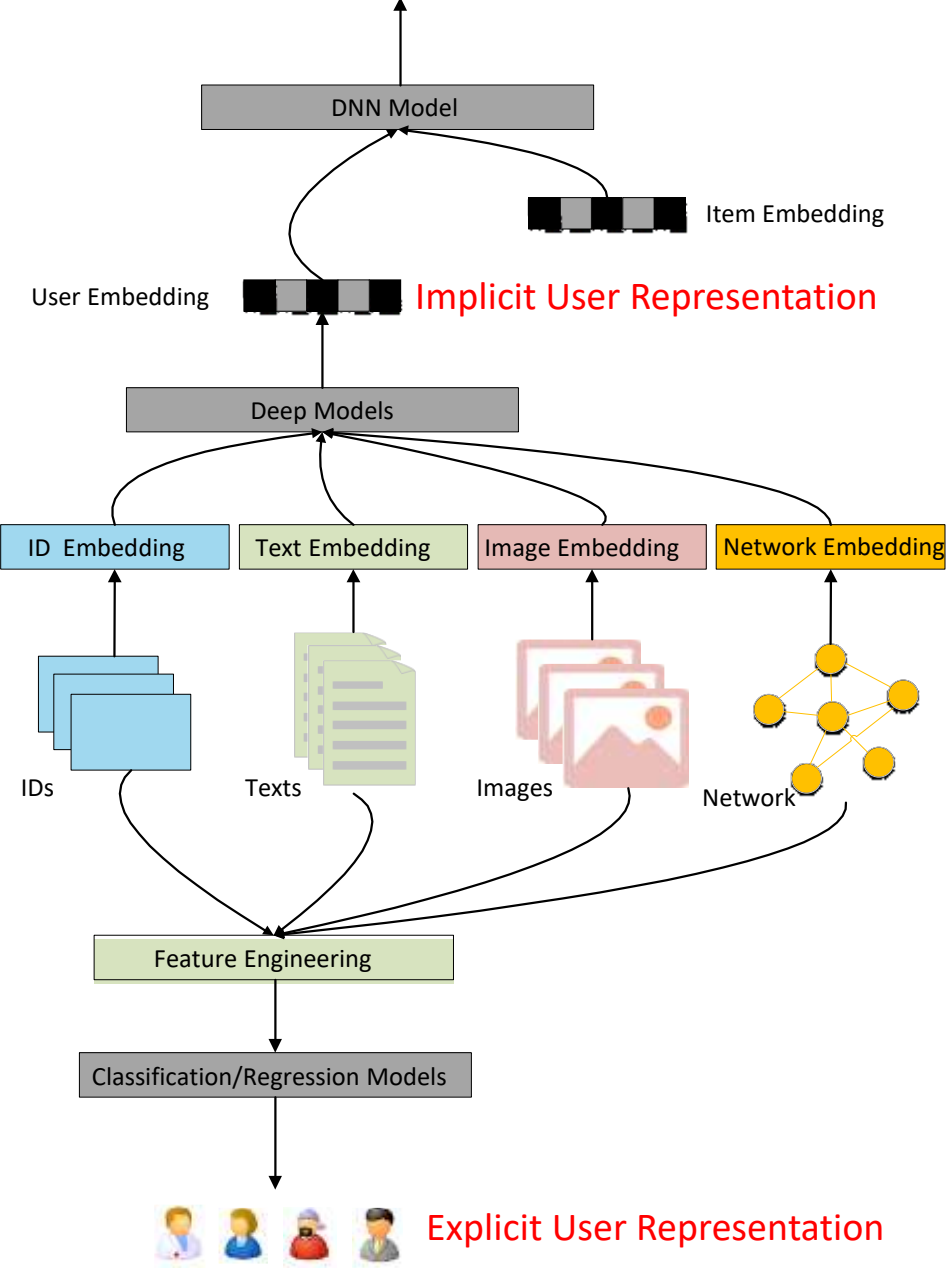 DNN Model
Item Embedding
User Embedding
Implicit User Representation
Deep Models
ID Embedding
Text Embedding
Image Embedding
Network Embedding
IDs
Texts
Images
Network
Feature Engineering
Classification/Regression Models
Explicit User Representation